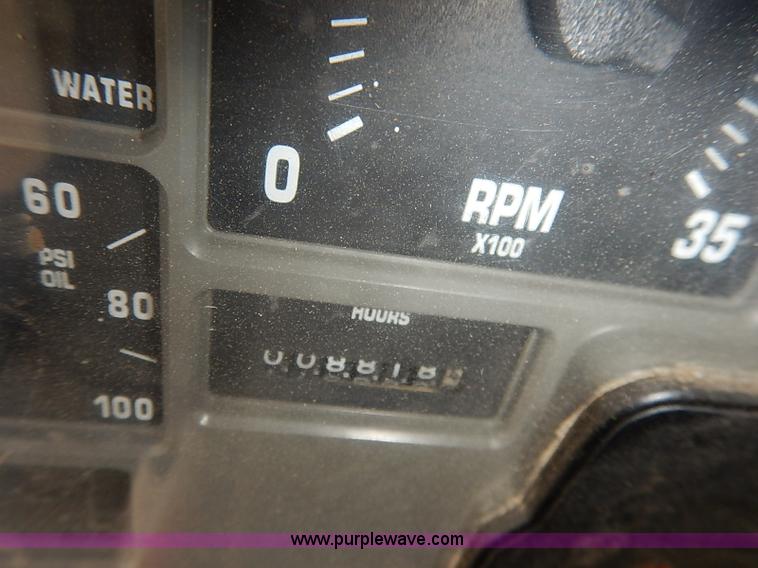 WATER
0
RPM
X100
35
60
PSI
OIL
80
100
HOURS
www.purplewave.com